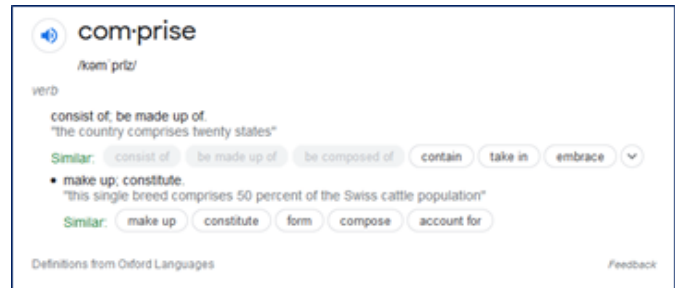 com·prise
/kəmˈprīz/
verb
consist of; be made up of.
"the country comprises twenty states"
Similar: consist of be made up of be composed of contain take in embrace
• make up; constitute.
"this single breed comprises 50 percent of the Swiss cattle population"
Similar: make up constitute form compose account for
Definitions from Oxford Languages Feedback